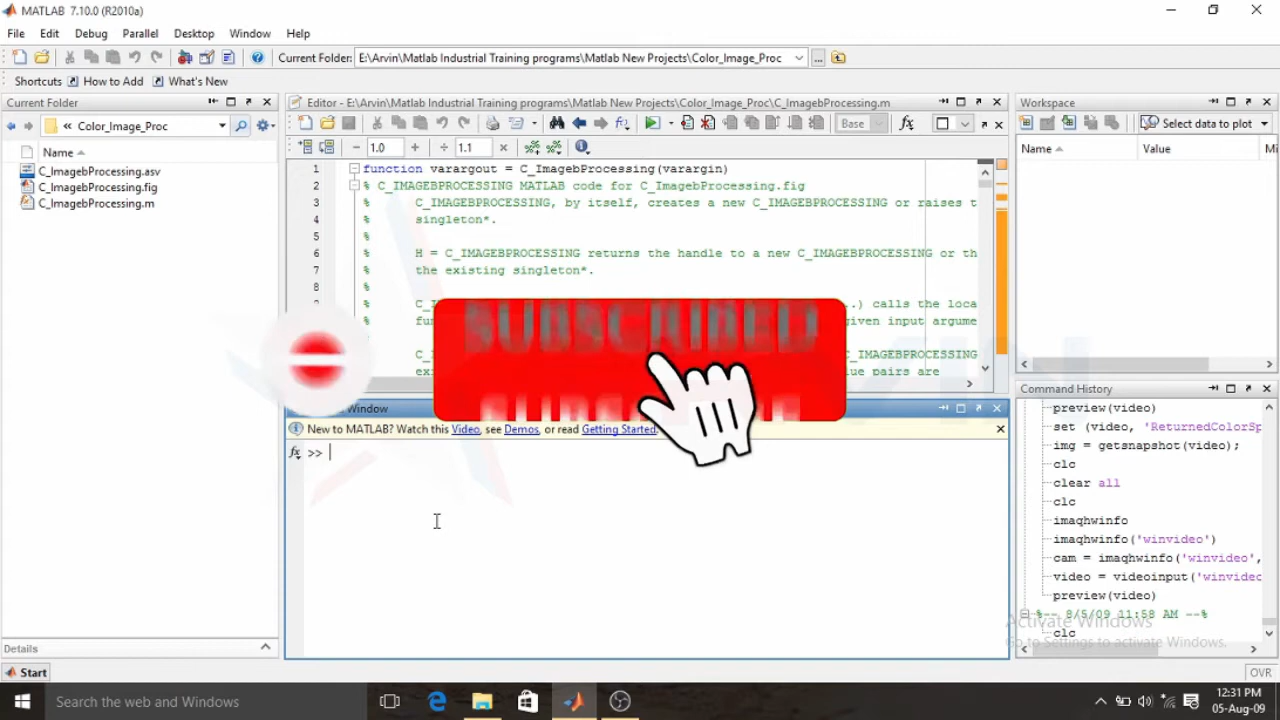 MATLAB 7.10.0 (R2010a)
File Edit Debug Parallel Desktop Window Help
Current Folder: E:\Arvin\Matlab Industrial Training programs\Matlab New Projects\Color_Image_Proc
Shortcuts How to Add What's New
Current Folder
« Color_Image_Proc
Name
C_ImagebProcessing.asv
C_ImagebProcessing.fig
C_ImagebProcessing.m
Details
Editor - E:\Arvin\Matlab Industrial Training programs\Matlab New Projects\Color_Image_Proc\C_ImagebProcessing.m
Base fx
− 1.0 + ÷ 1.1 ×
1 function varargout = C_ImagebProcessing(varargin)
2 % C_IMAGEBPROCESSING MATLAB code for C_ImagebProcessing.fig
3 % C_IMAGEBPROCESSING, by itself, creates a new C_IMAGEBPROCESSING or raises t
4 % singleton*.
5 %
6 % H = C_IMAGEBPROCESSING returns the handle to a new C_IMAGEBPROCESSING or th
7 % the existing singleton*.
8 %
% ...) calls the loca
% given input argume
%
% C_IMAGEBPROCESSING
% pairs are
SUBSCRIBED
SUBSCRIBE
Window
New to MATLAB? Watch this Video, see Demos, or read Getting Started.
fx >>
Workspace
Select data to plot
Name Value Mi
Command History
preview(video)
set (video, 'ReturnedColorSp
img = getsnapshot(video);
clc
clear all
clc
imaqhwinfo
imaqhwinfo('winvideo')
cam = imaqhwinfo('winvideo',
video = videoinput('winvideo
preview(video)
%-- 8/5/09 11:58 AM --%
clc
Activate Windows
Go to Settings to activate Windows.
Start
OVR
Search the web and Windows
12:31 PM
05-Aug-09